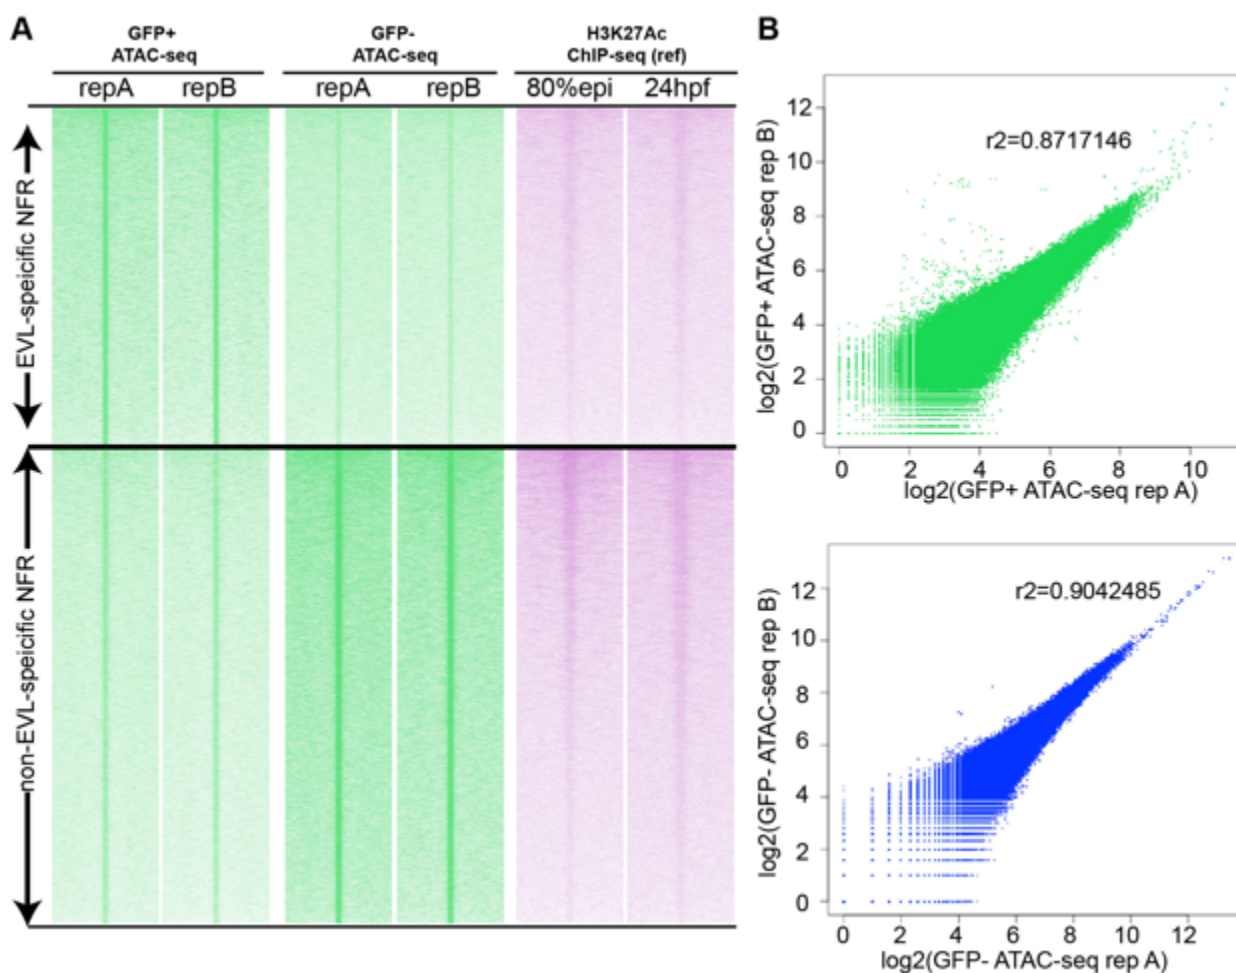 A
GFP+
ATAC-seq
GFP-
ATAC-seq
H3K27Ac
ChIP-seq (ref)
repA
repB
repA
repB
80%epi
24hpf
EVL-speicific NFR
non-EVL-speicific NFR
B
r2=0.8717146
log2(GFP+ ATAC-seq rep B)
12
10
8
6
4
2
0
0
2
4
6
8
10
log2(GFP+ ATAC-seq rep A)
r2=0.9042485
log2(GFP- ATAC-seq rep B)
12
10
8
6
4
2
0
0
2
4
6
8
10
12
log2(GFP- ATAC-seq rep A)